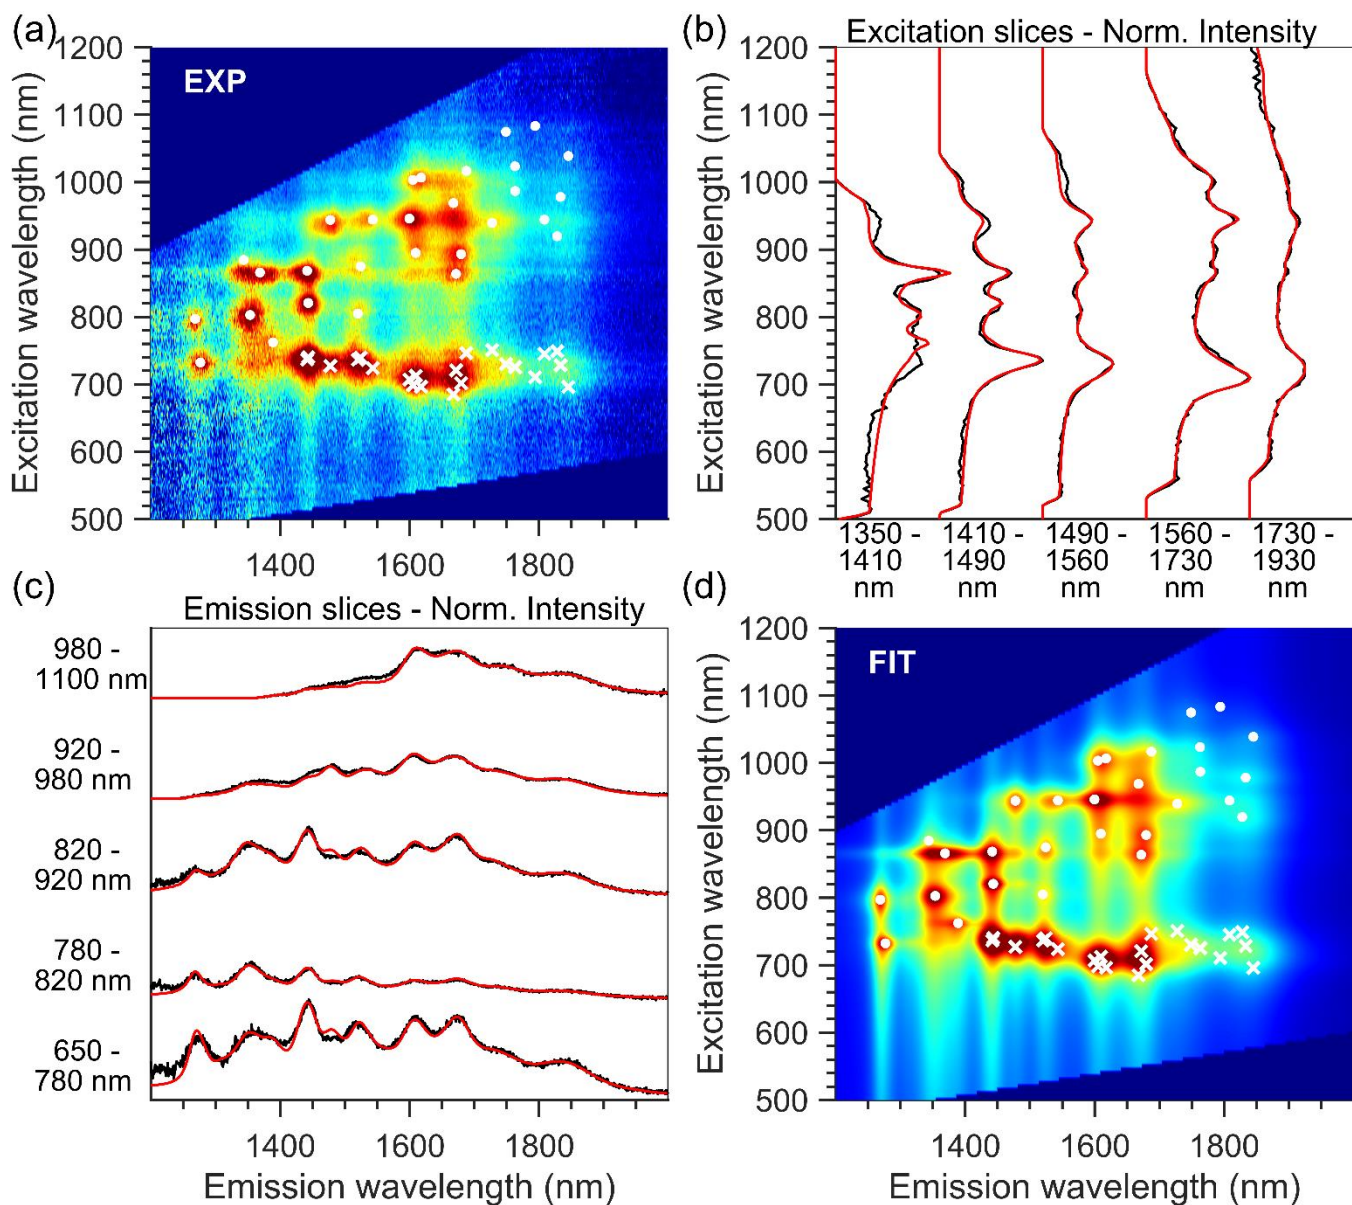 (a)
EXP
Excitation wavelength (nm)
1200
1100
1000
900
800
700
600
500
1400
1600
1800
(b)
Excitation slices - Norm. Intensity
Excitation wavelength (nm)
1200
1100
1000
900
800
700
600
500
1350 -
1410
nm
1410 -
1490
nm
1490 -
1560
nm
1560 -
1730
nm
1730 -
1930
nm
(c)
Emission slices - Norm. Intensity
980 -
1100 nm
920 -
980 nm
820 -
920 nm
780 -
820 nm
650 -
780 nm
1400
1600
1800
Emission wavelength (nm)
(d)
FIT
Excitation wavelength (nm)
1200
1100
1000
900
800
700
600
500
1400
1600
1800
Emission wavelength (nm)